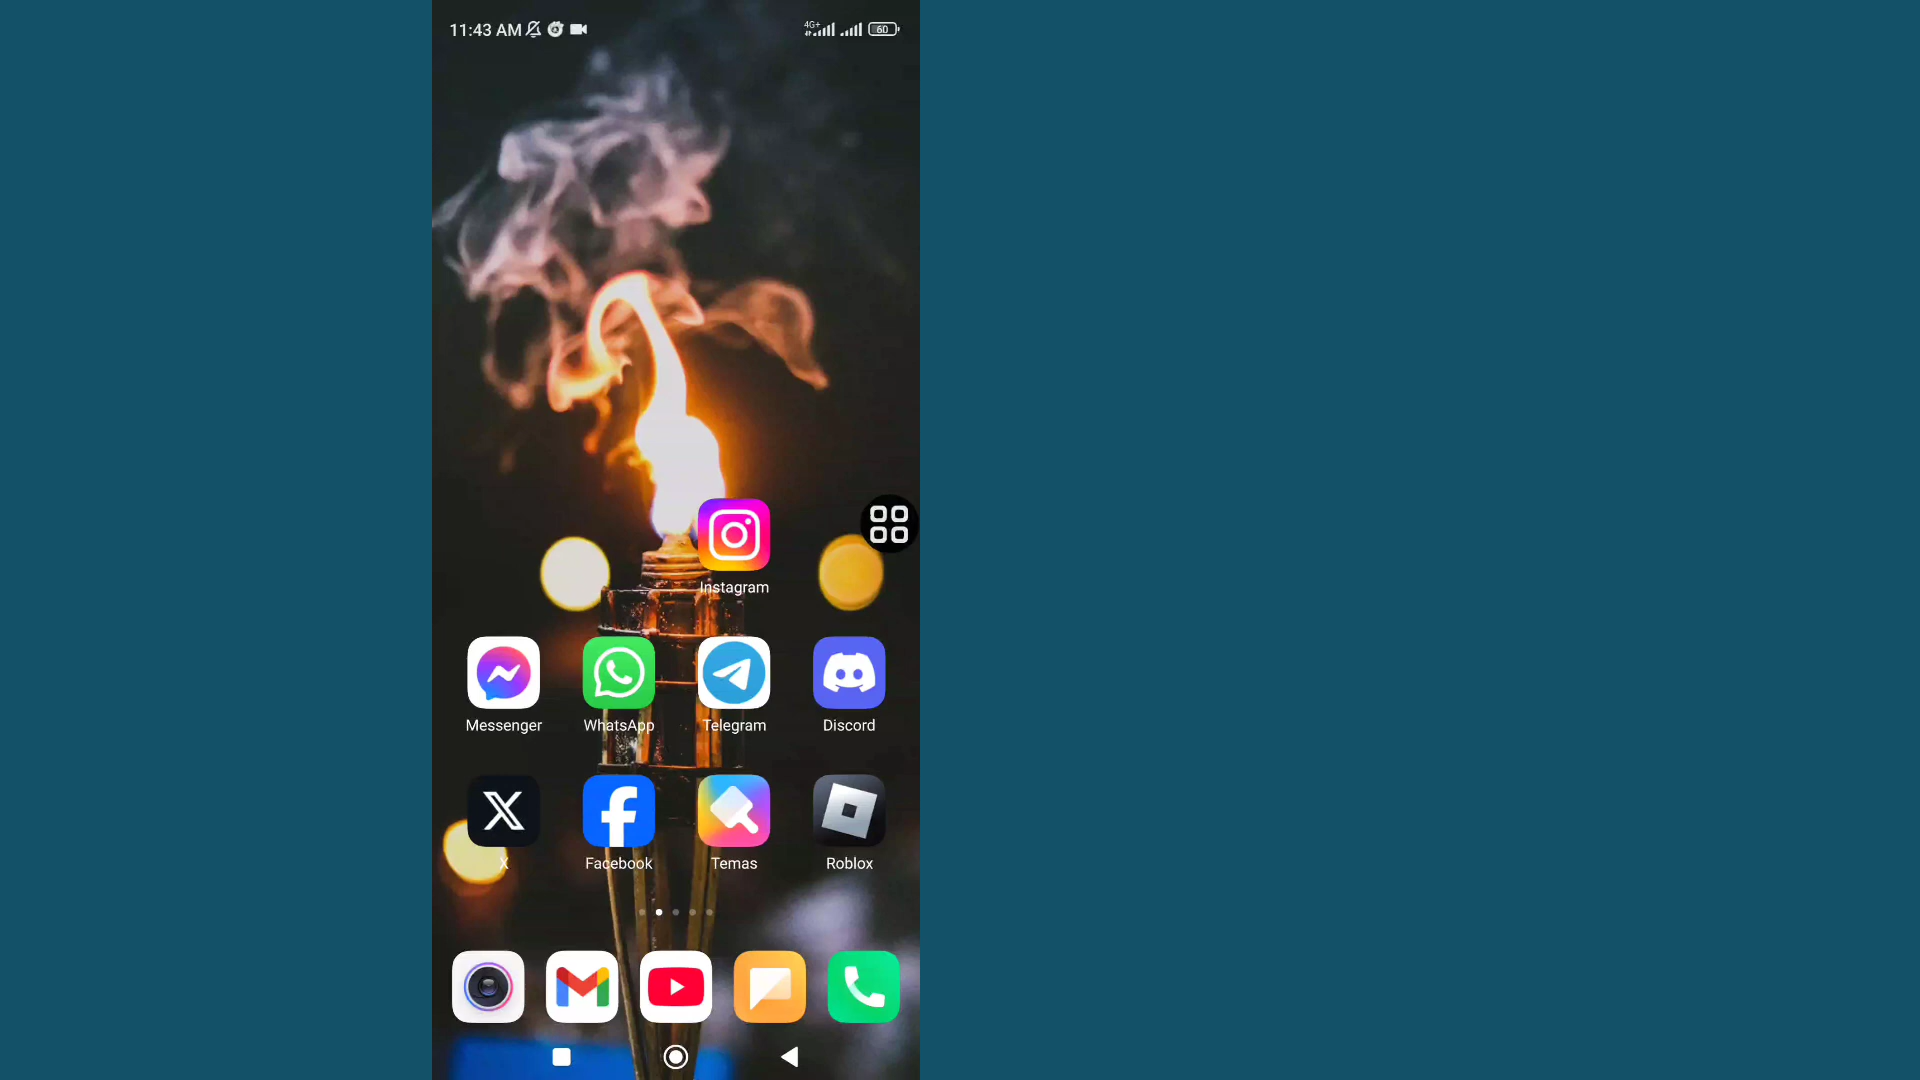 11:43 AM
4G+
60
Instagram
Messenger
WhatsApp
Telegram
Discord
X
Facebook
Temas
Roblox